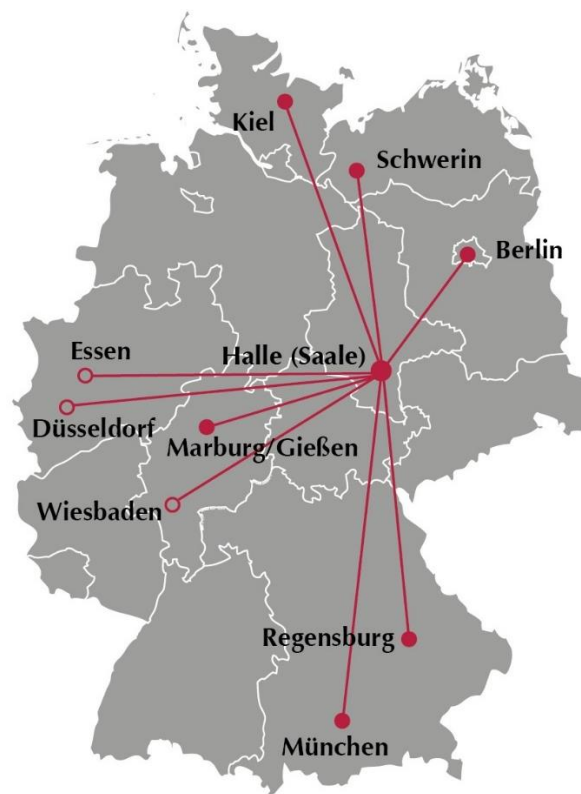 Kiel
Schwerin
Berlin
Essen
Halle (Saale)
Düsseldorf
Marburg/Gießen
Wiesbaden
Regensburg
München